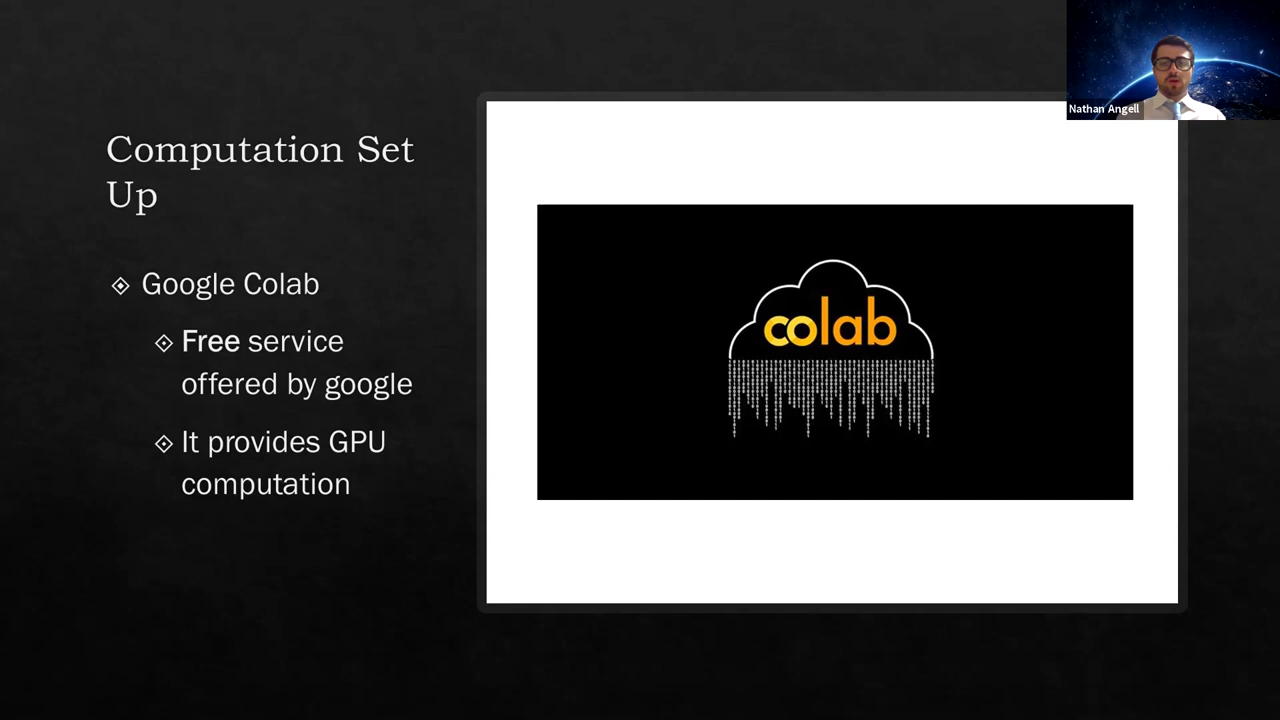 Computation Set
Up
Google Colab
Free service
offered by google
It provides GPU
computation
colab
Nathan Angell